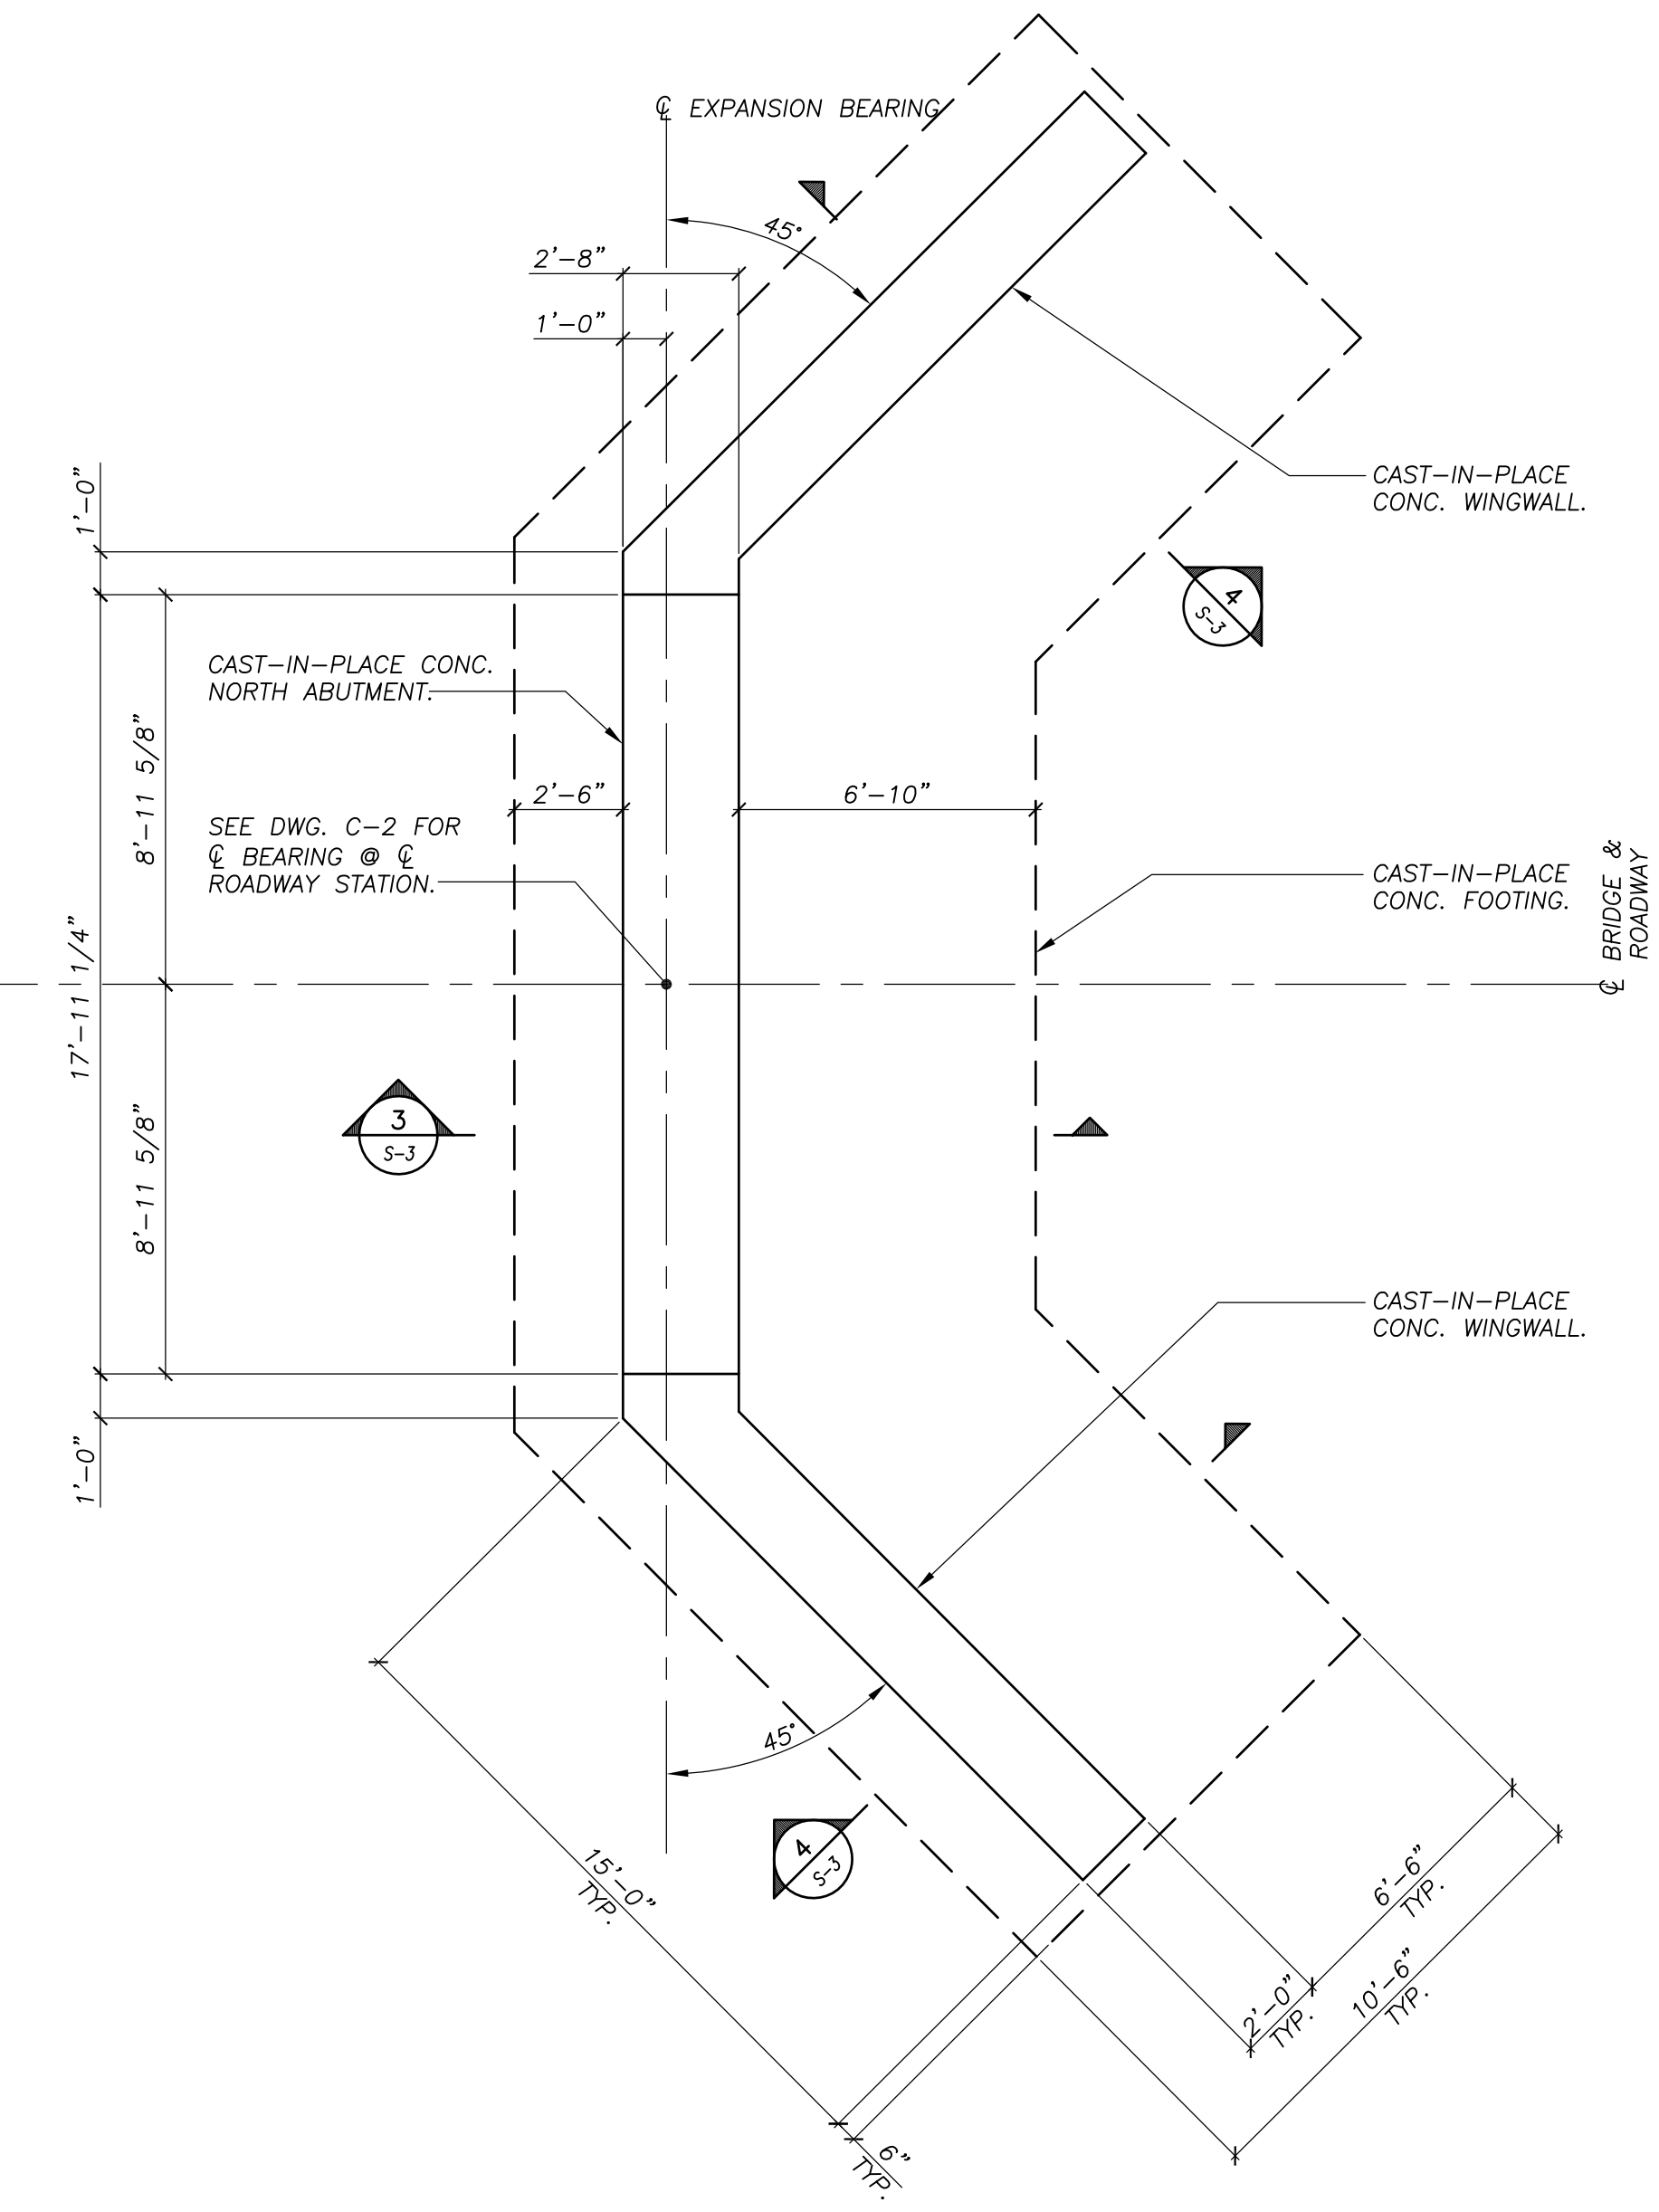 ℄ EXPANSION BEARING
45°
2'-8"
1'-0"
1'-0"
CAST-IN-PLACE
CONC. WINGWALL.
4
S-3
CAST-IN-PLACE CONC.
NORTH ABUTMENT.
8'-11 5/8"
2'-6"
6'-10"
SEE DWG. C-2 FOR
℄ BEARING @ ℄
ROADWAY STATION.
CAST-IN-PLACE
CONC. FOOTING.
℄ BRIDGE &
ROADWAY
17'-11 1/4"
3
S-3
8'-11 5/8"
CAST-IN-PLACE
CONC. WINGWALL.
1'-0"
45°
4
S-3
15'-0"
TYP.
6'-6"
TYP.
10'-6"
TYP.
2'-0"
TYP.
6"
TYP.